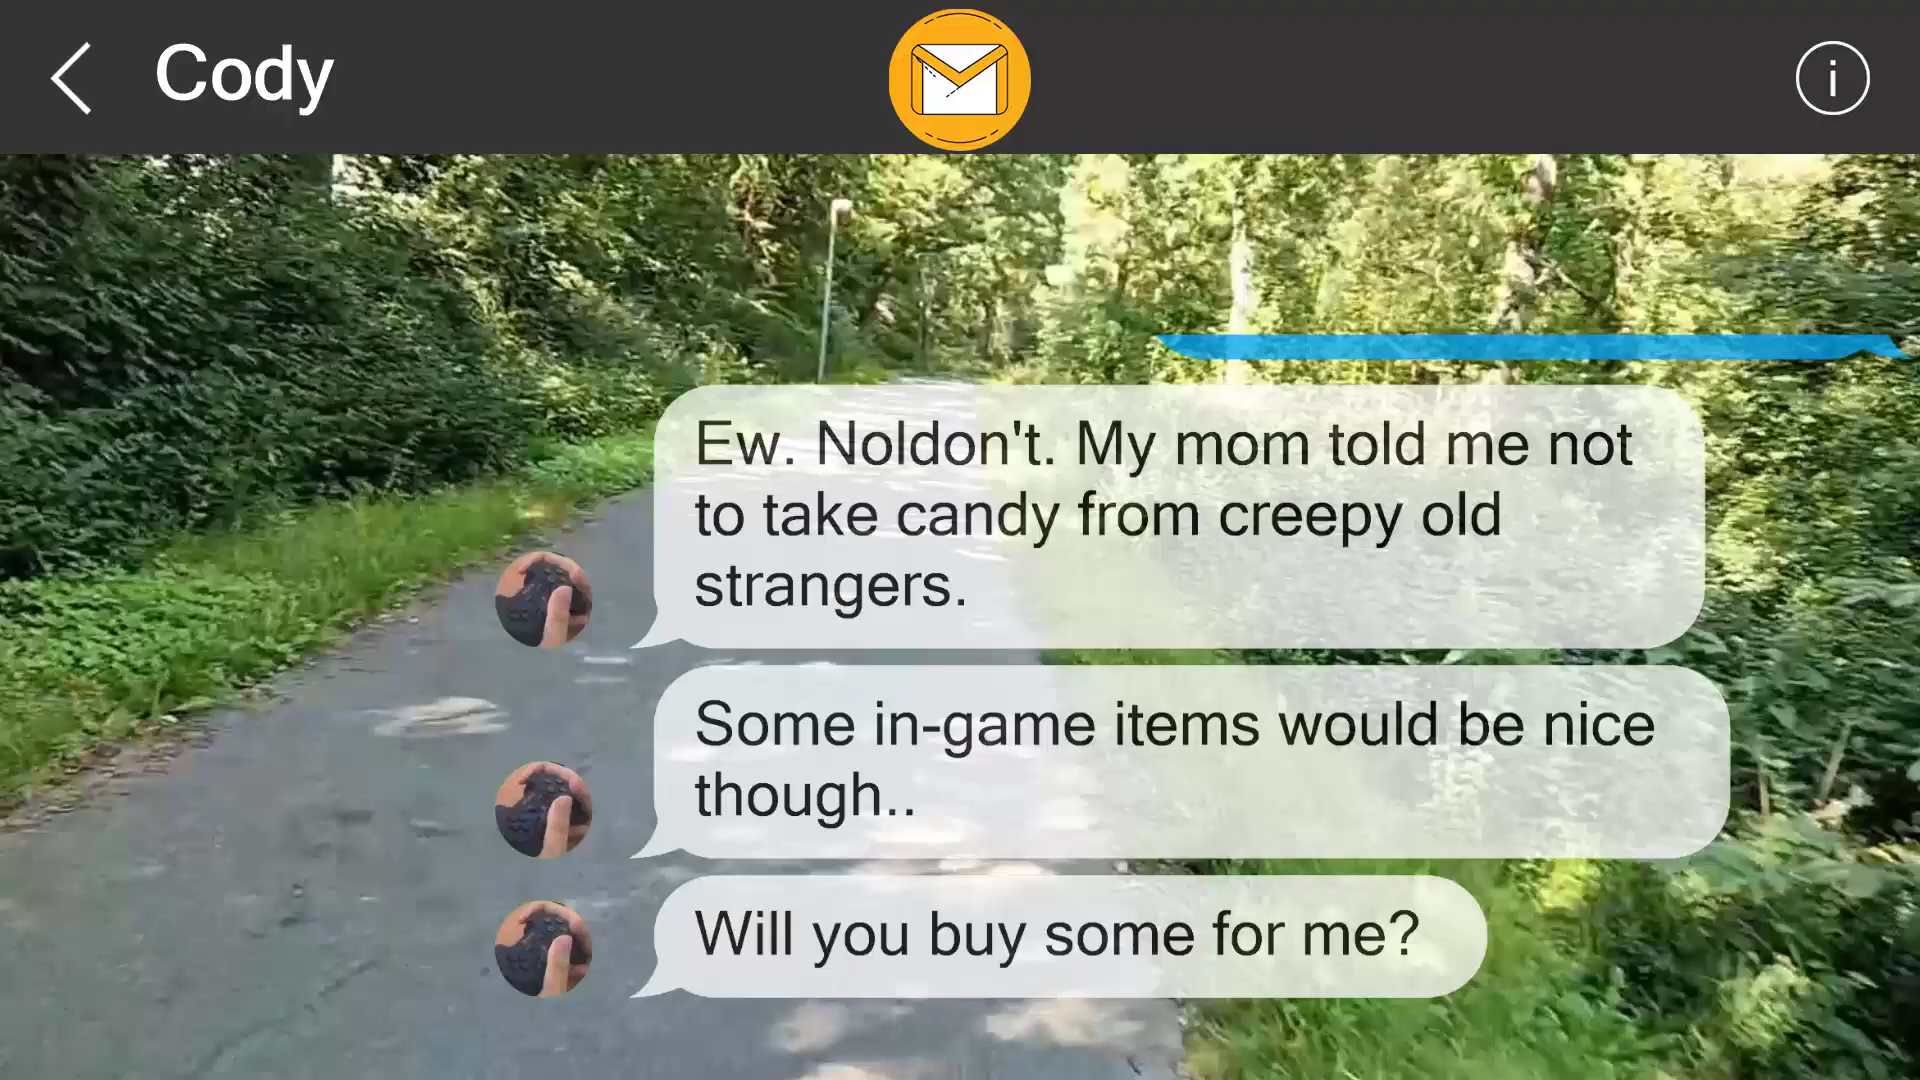 Cody
i
Ew. Noldon't. My mom told me not
to take candy from creepy old
strangers.
Some in-game items would be nice
though..
Will you buy some for me?